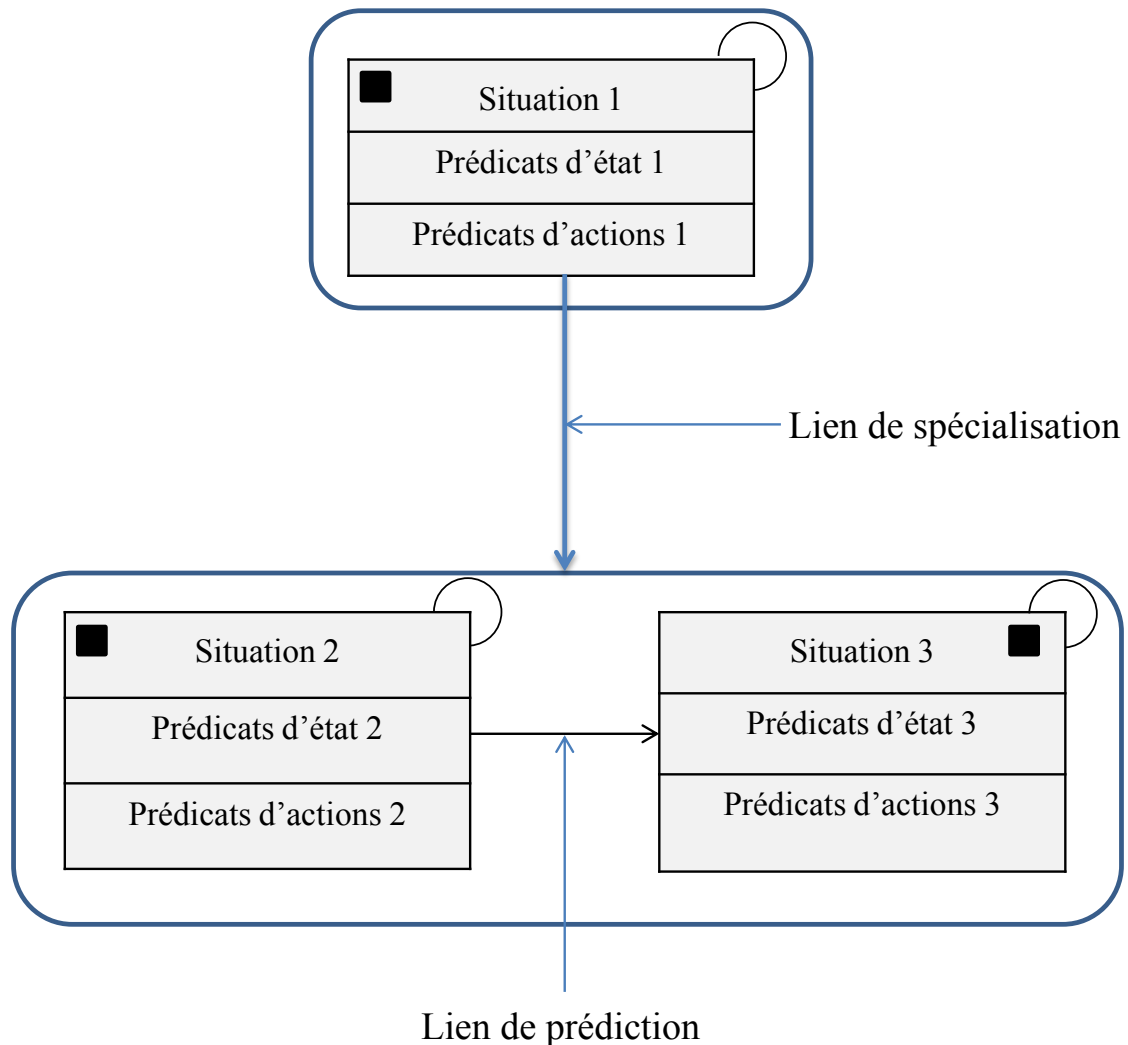 Situation 1
Prédicats d’état 1
Prédicats d’actions 1
Lien de spécialisation
Situation 2
Prédicats d’état 2
Prédicats d’actions 2
Situation 3
Prédicats d’état 3
Prédicats d’actions 3
Lien de prédiction